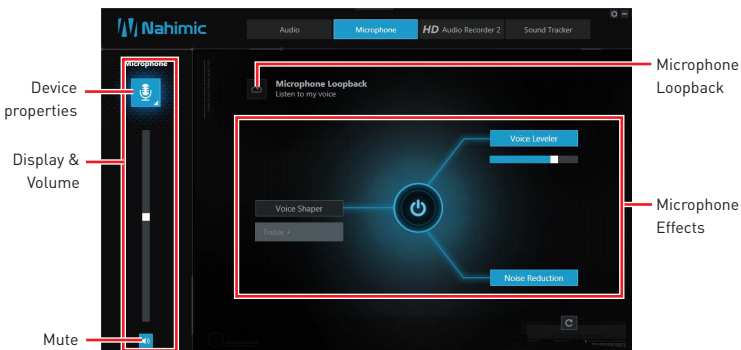 Nahimic
Audio
Microphone
HD Audio Recorder 2
Sound Tracker
Microphone
Microphone Loopback
Listen to my voice
Voice Leveler
Voice Shaper
Treble +
Noise Reduction
Device
properties
Display &
Volume
Mute
Microphone
Loopback
Microphone
Effects